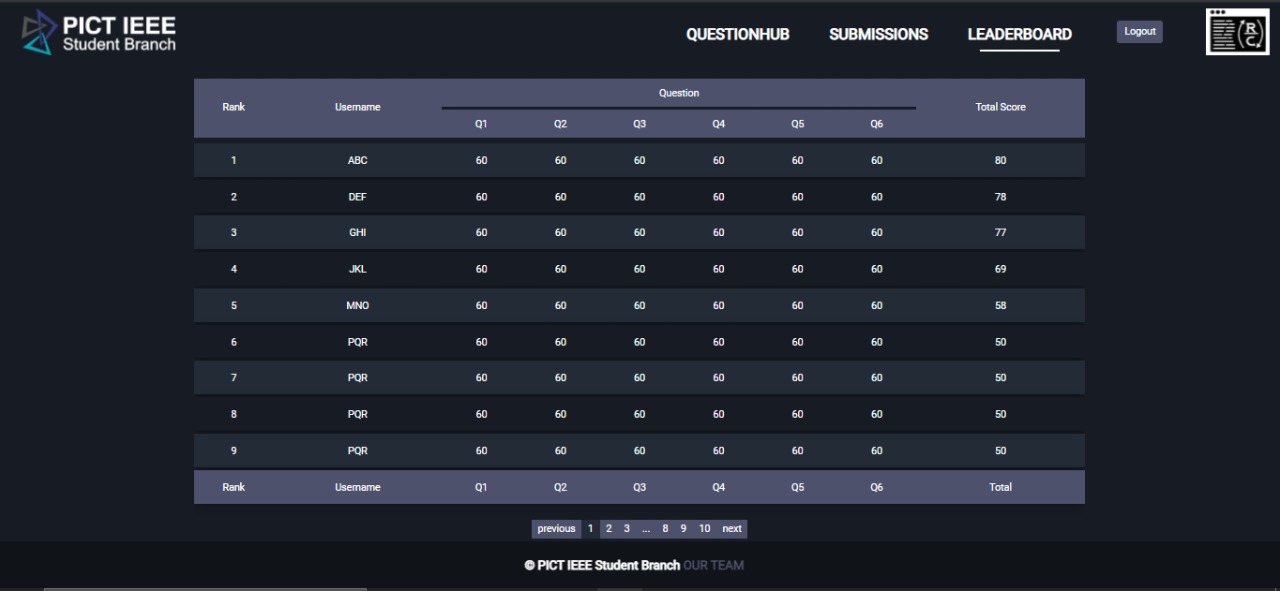 PICT IEEE
Student Branch
QUESTIONHUB SUBMISSIONS LEADERBOARD Logout
R
C
Rank Username Question Total Score
Q1 Q2 Q3 Q4 Q5 Q6
1 ABC 60 60 60 60 60 60 80
2 DEF 60 60 60 60 60 60 78
3 GHI 60 60 60 60 60 60 77
4 JKL 60 60 60 60 60 60 69
5 MNO 60 60 60 60 60 60 58
6 PQR 60 60 60 60 60 60 50
7 PQR 60 60 60 60 60 60 50
8 PQR 60 60 60 60 60 60 50
9 PQR 60 60 60 60 60 60 50
Rank Username Q1 Q2 Q3 Q4 Q5 Q6 Total
previous 1 2 3 ... 8 9 10 next
© PICT IEEE Student Branch OUR TEAM